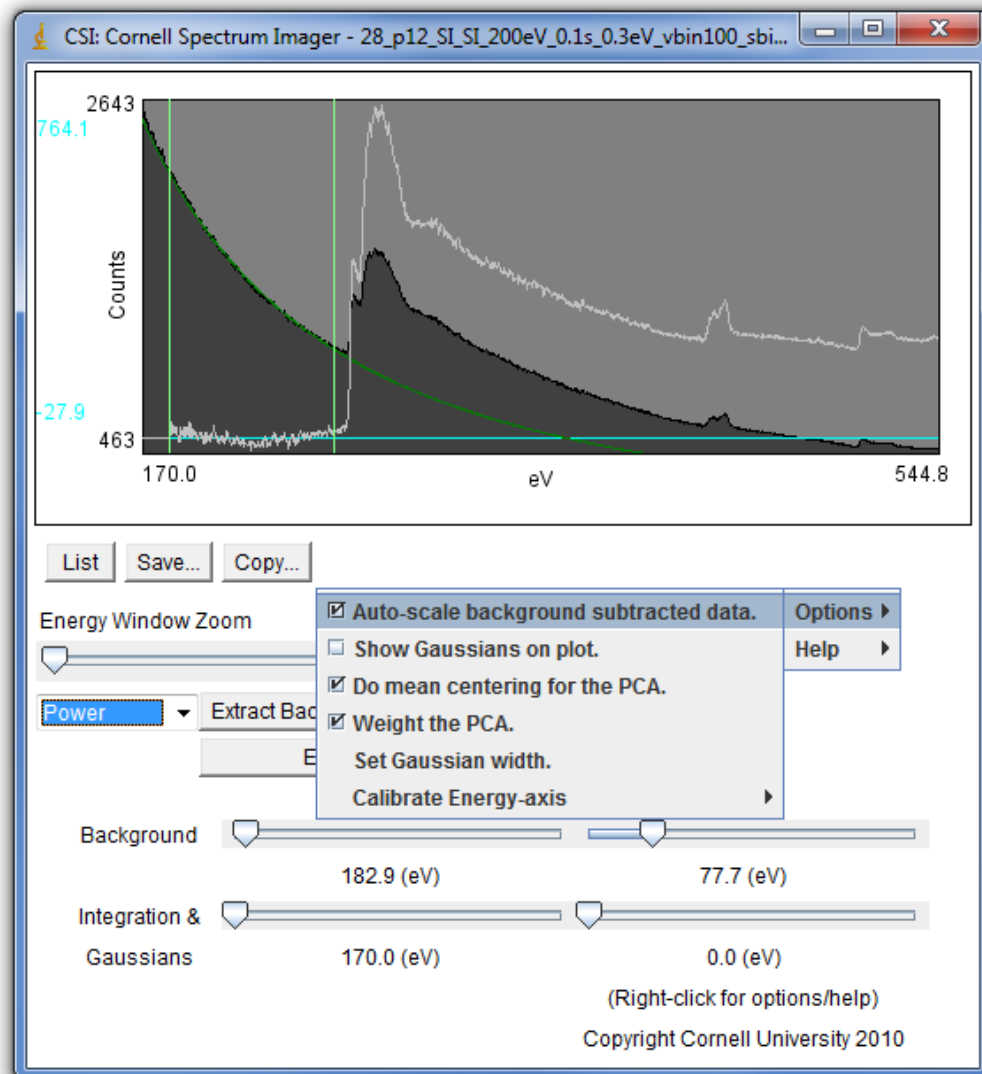 CSI: Cornell Spectrum Imager - 28_p12_SI_SI_200eV_0.1s_0.3eV_vbin100_sbi...
2643
764.1
Counts
-27.9
463
170.0
eV
544.8
List
Save...
Copy...
Energy Window Zoom
Auto-scale background subtracted data.
Options
Show Gaussians on plot.
Help
Do mean centering for the PCA.
Power
Extract Bac
Weight the PCA.
E
Set Gaussian width.
Calibrate Energy-axis
Background
182.9 (eV)
77.7 (eV)
Integration &
Gaussians
170.0 (eV)
0.0 (eV)
(Right-click for options/help)
Copyright Cornell University 2010